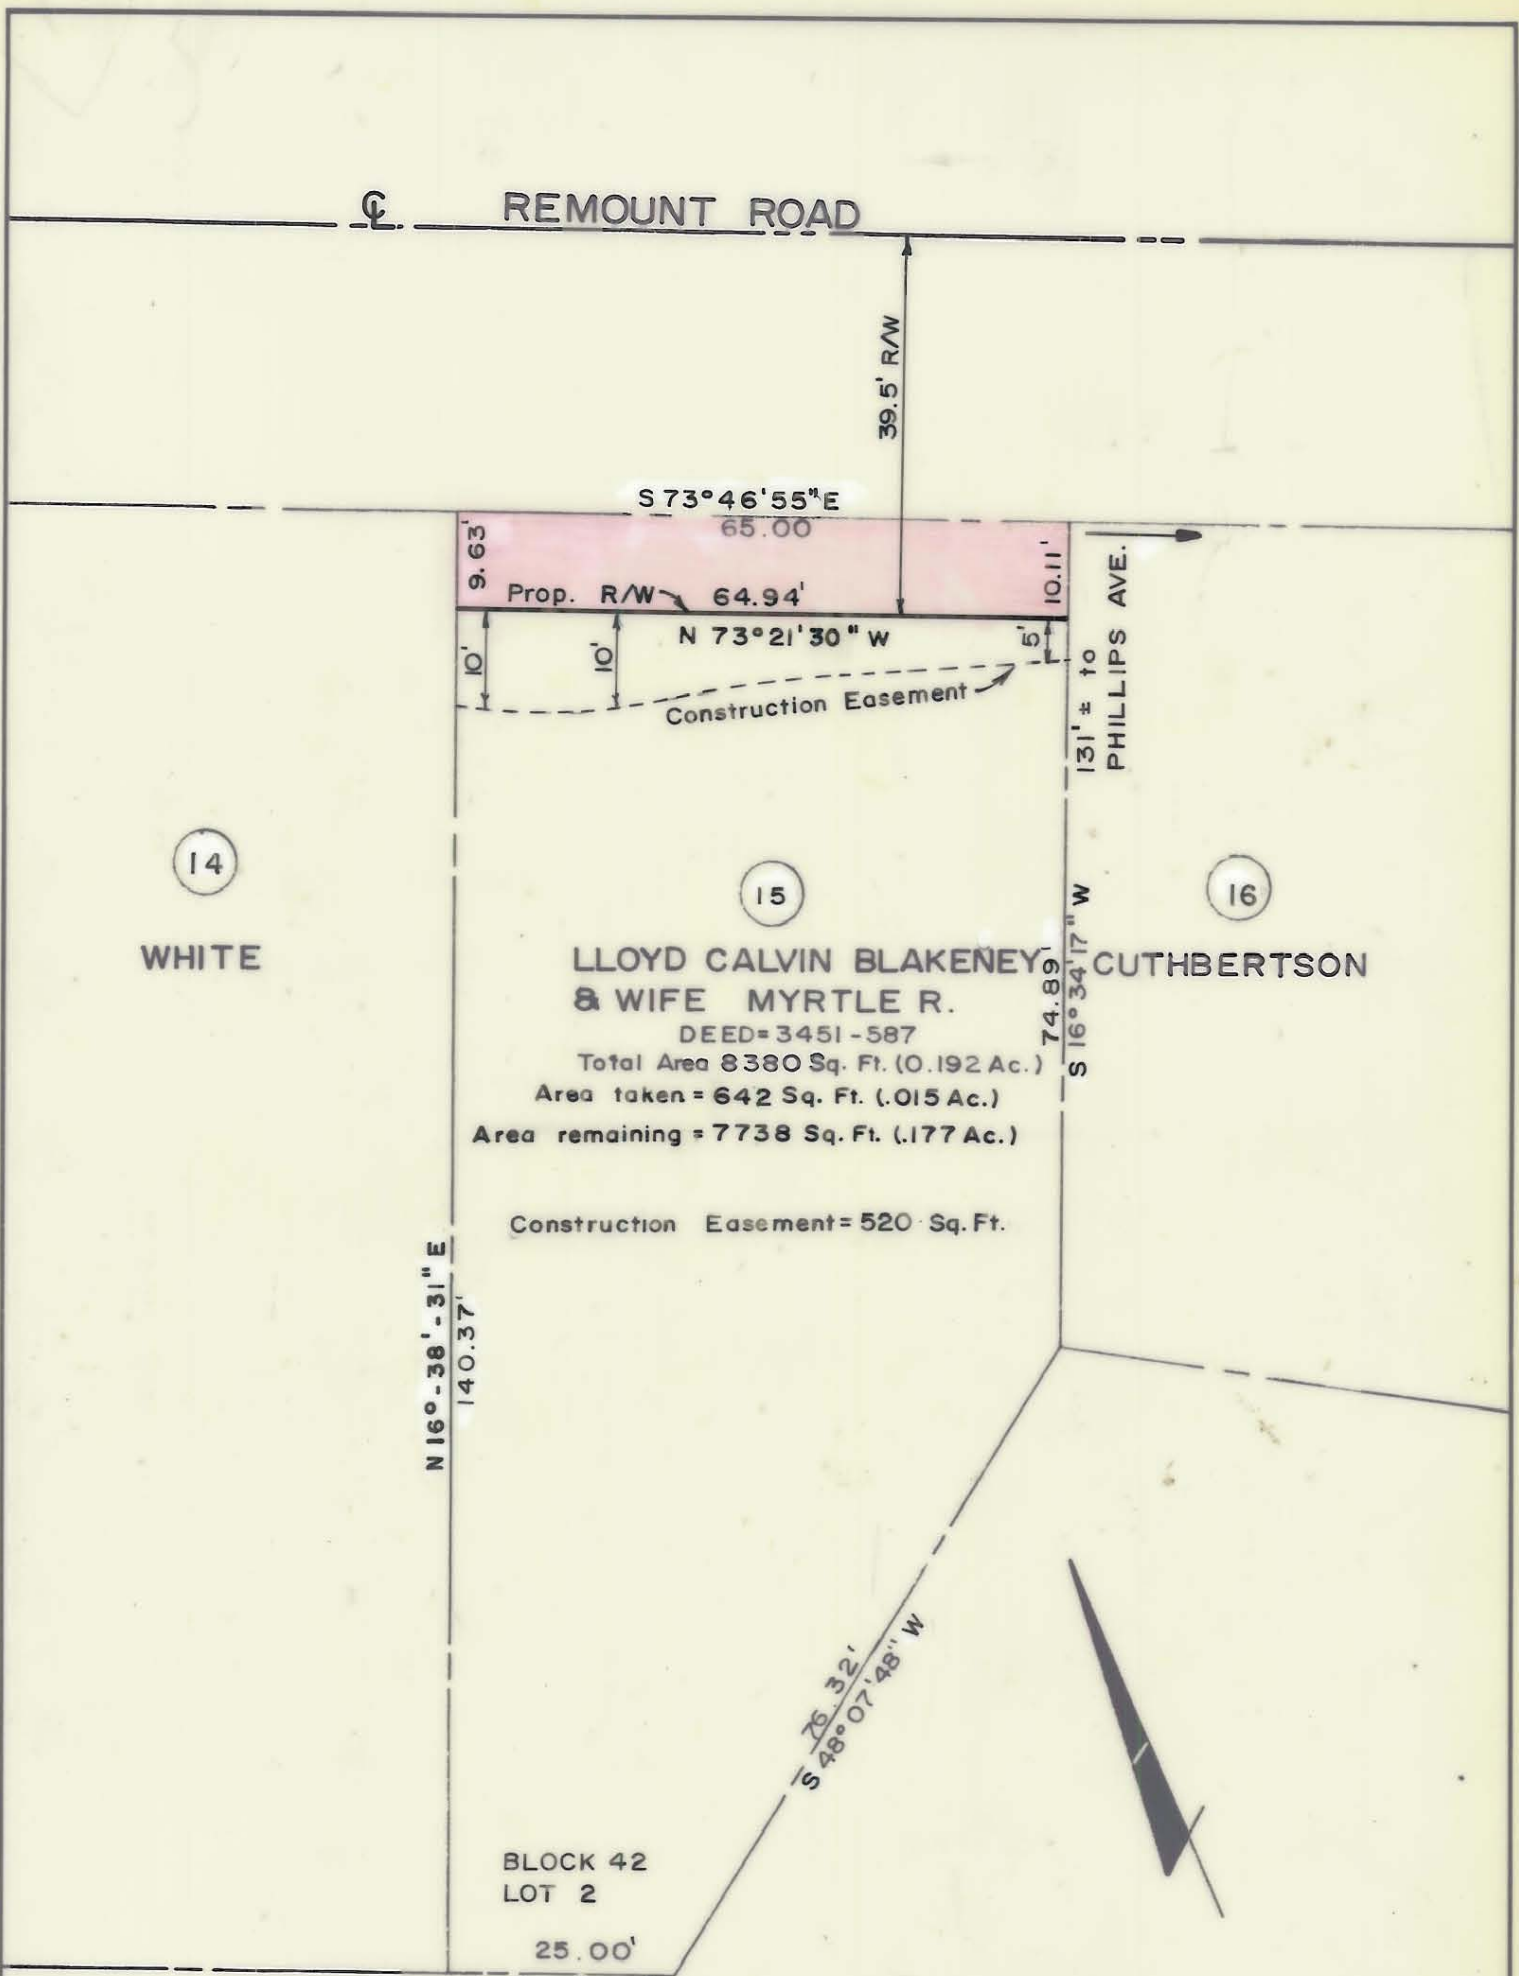 ℄ REMOUNT ROAD
39.5' R/W
S 73°46'55" E
65.00
9.63'
10.11'
Prop. R/W 64.94'
N 73°21'30" W
10'
10'
5'
Construction Easement
131' ± to
PHILLIPS AVE.
14
WHITE
15
LLOYD CALVIN BLAKENEY
& WIFE MYRTLE R.
DEED=3451-587
Total Area 8380 Sq. Ft. (0.192 Ac.)
Area taken = 642 Sq. Ft. (.015 Ac.)
Area remaining = 7738 Sq. Ft. (.177 Ac.)
Construction Easement = 520 Sq. Ft.
74.89'
S 16°34'17" W
16
CUTHBERTSON
N 16°-38'-31" E
140.37'
76.32'
S 48°07'48" W
BLOCK 42
LOT 2
25.00'